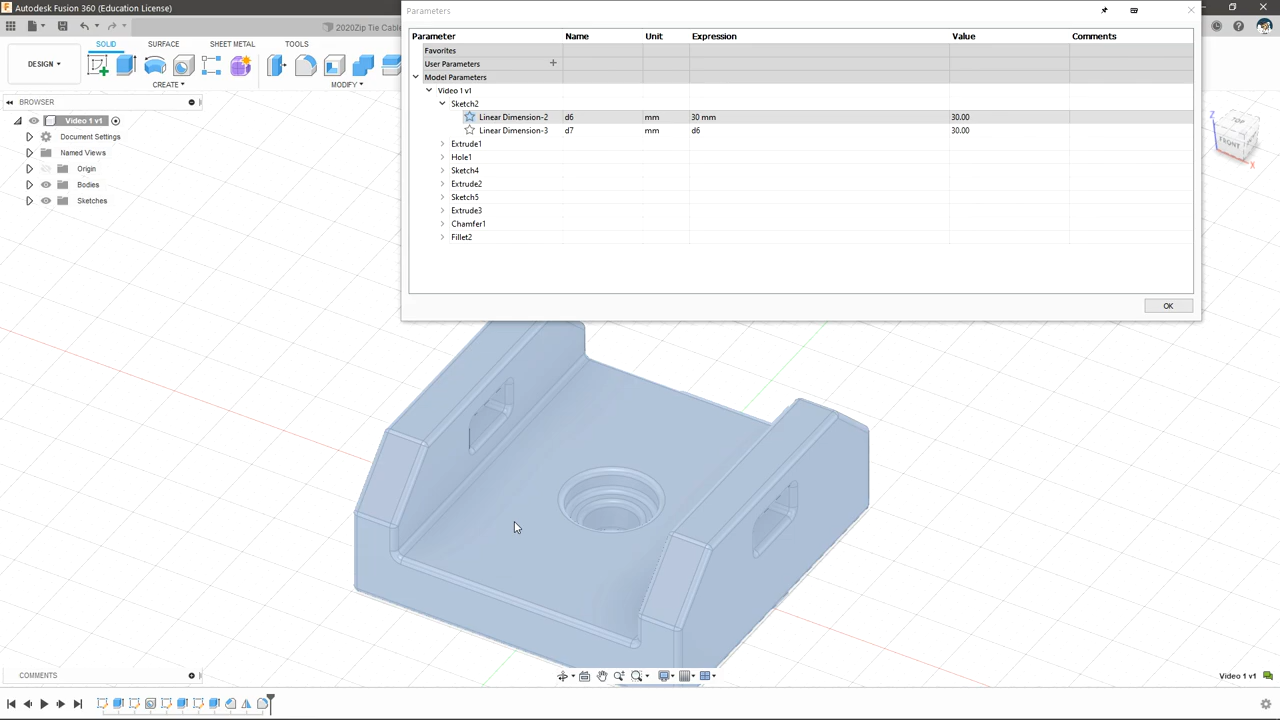 Autodesk Fusion 360 (Education License)
2020Zip Tie Cable
Parameters
DESIGN
SOLID SURFACE SHEET METAL TOOLS
CREATE MODIFY
BROWSER
Video 1 v1
Document Settings
Named Views
Origin
Bodies
Sketches
Parameter Name Unit Expression Value Comments
Favorites
User Parameters
Model Parameters
Video 1 v1
Sketch2
Linear Dimension-2 d6 mm 30 mm 30.00
Linear Dimension-3 d7 mm d6 30.00
Extrude1
Hole1
Sketch4
Extrude2
Sketch5
Extrude3
Chamfer1
Fillet2
OK
Z
TOP
FRONT
X
COMMENTS
Video 1 v1